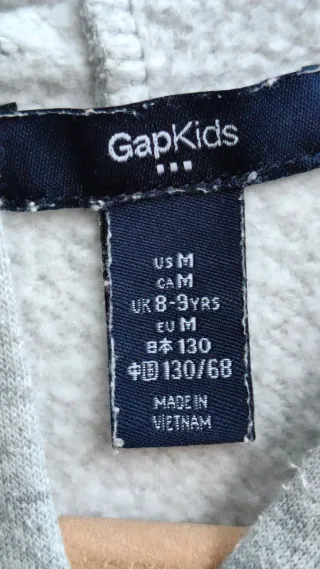 GapKids
US M
CA M
UK 8-9 YRS
EU M
日本 130
中国 130/68
MADE IN
VIETNAM